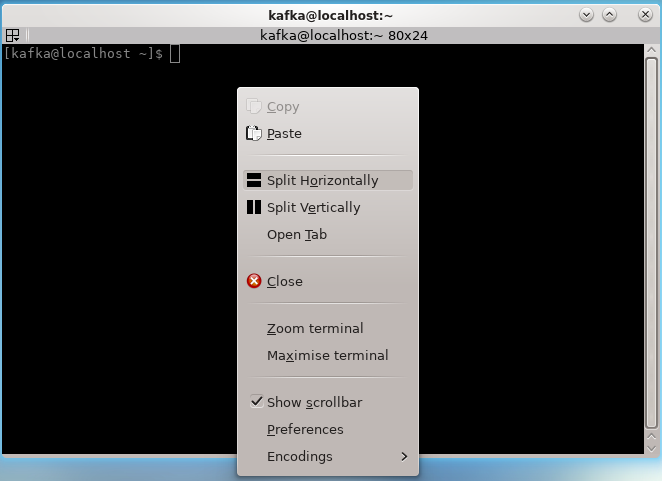 kafka@localhost:~
kafka@localhost:~ 80x24
[kafka@localhost ~]$
Copy
Paste
Split Horizontally
Split Vertically
Open Tab
Close
Zoom terminal
Maximise terminal
Show scrollbar
Preferences
Encodings